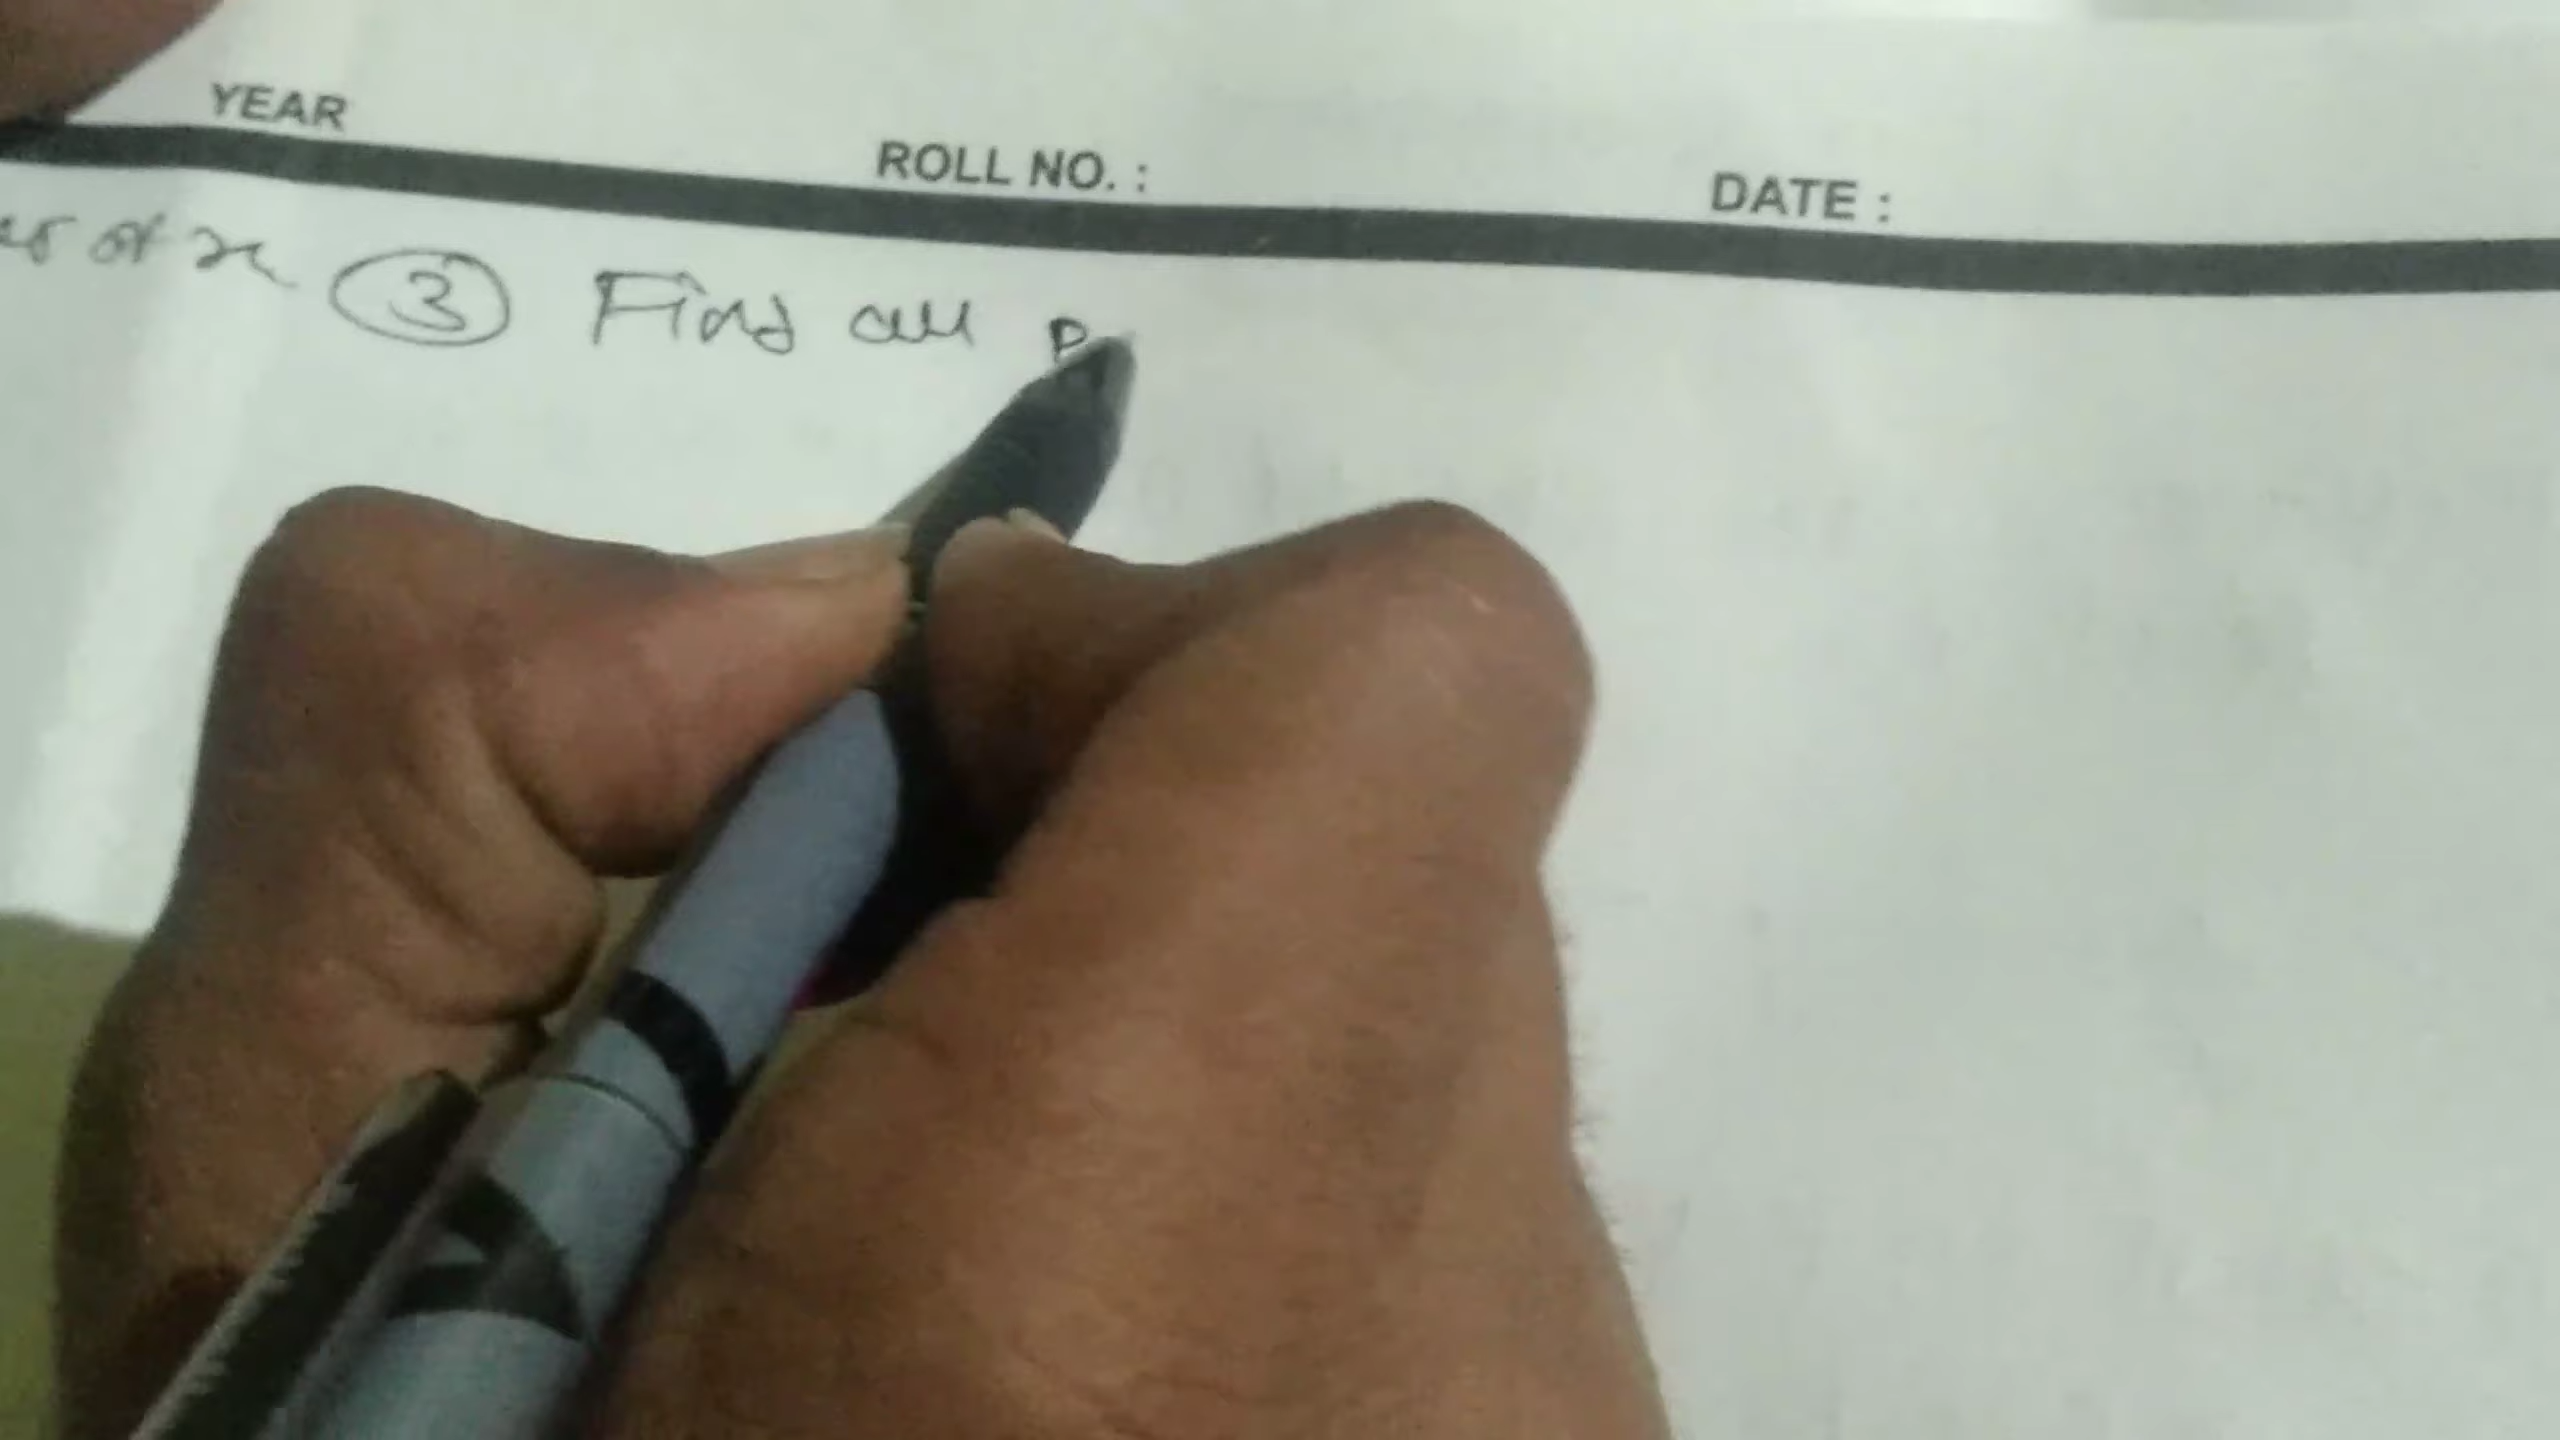 YEAR ROLL NO. : DATE :
of x ③ Find all P